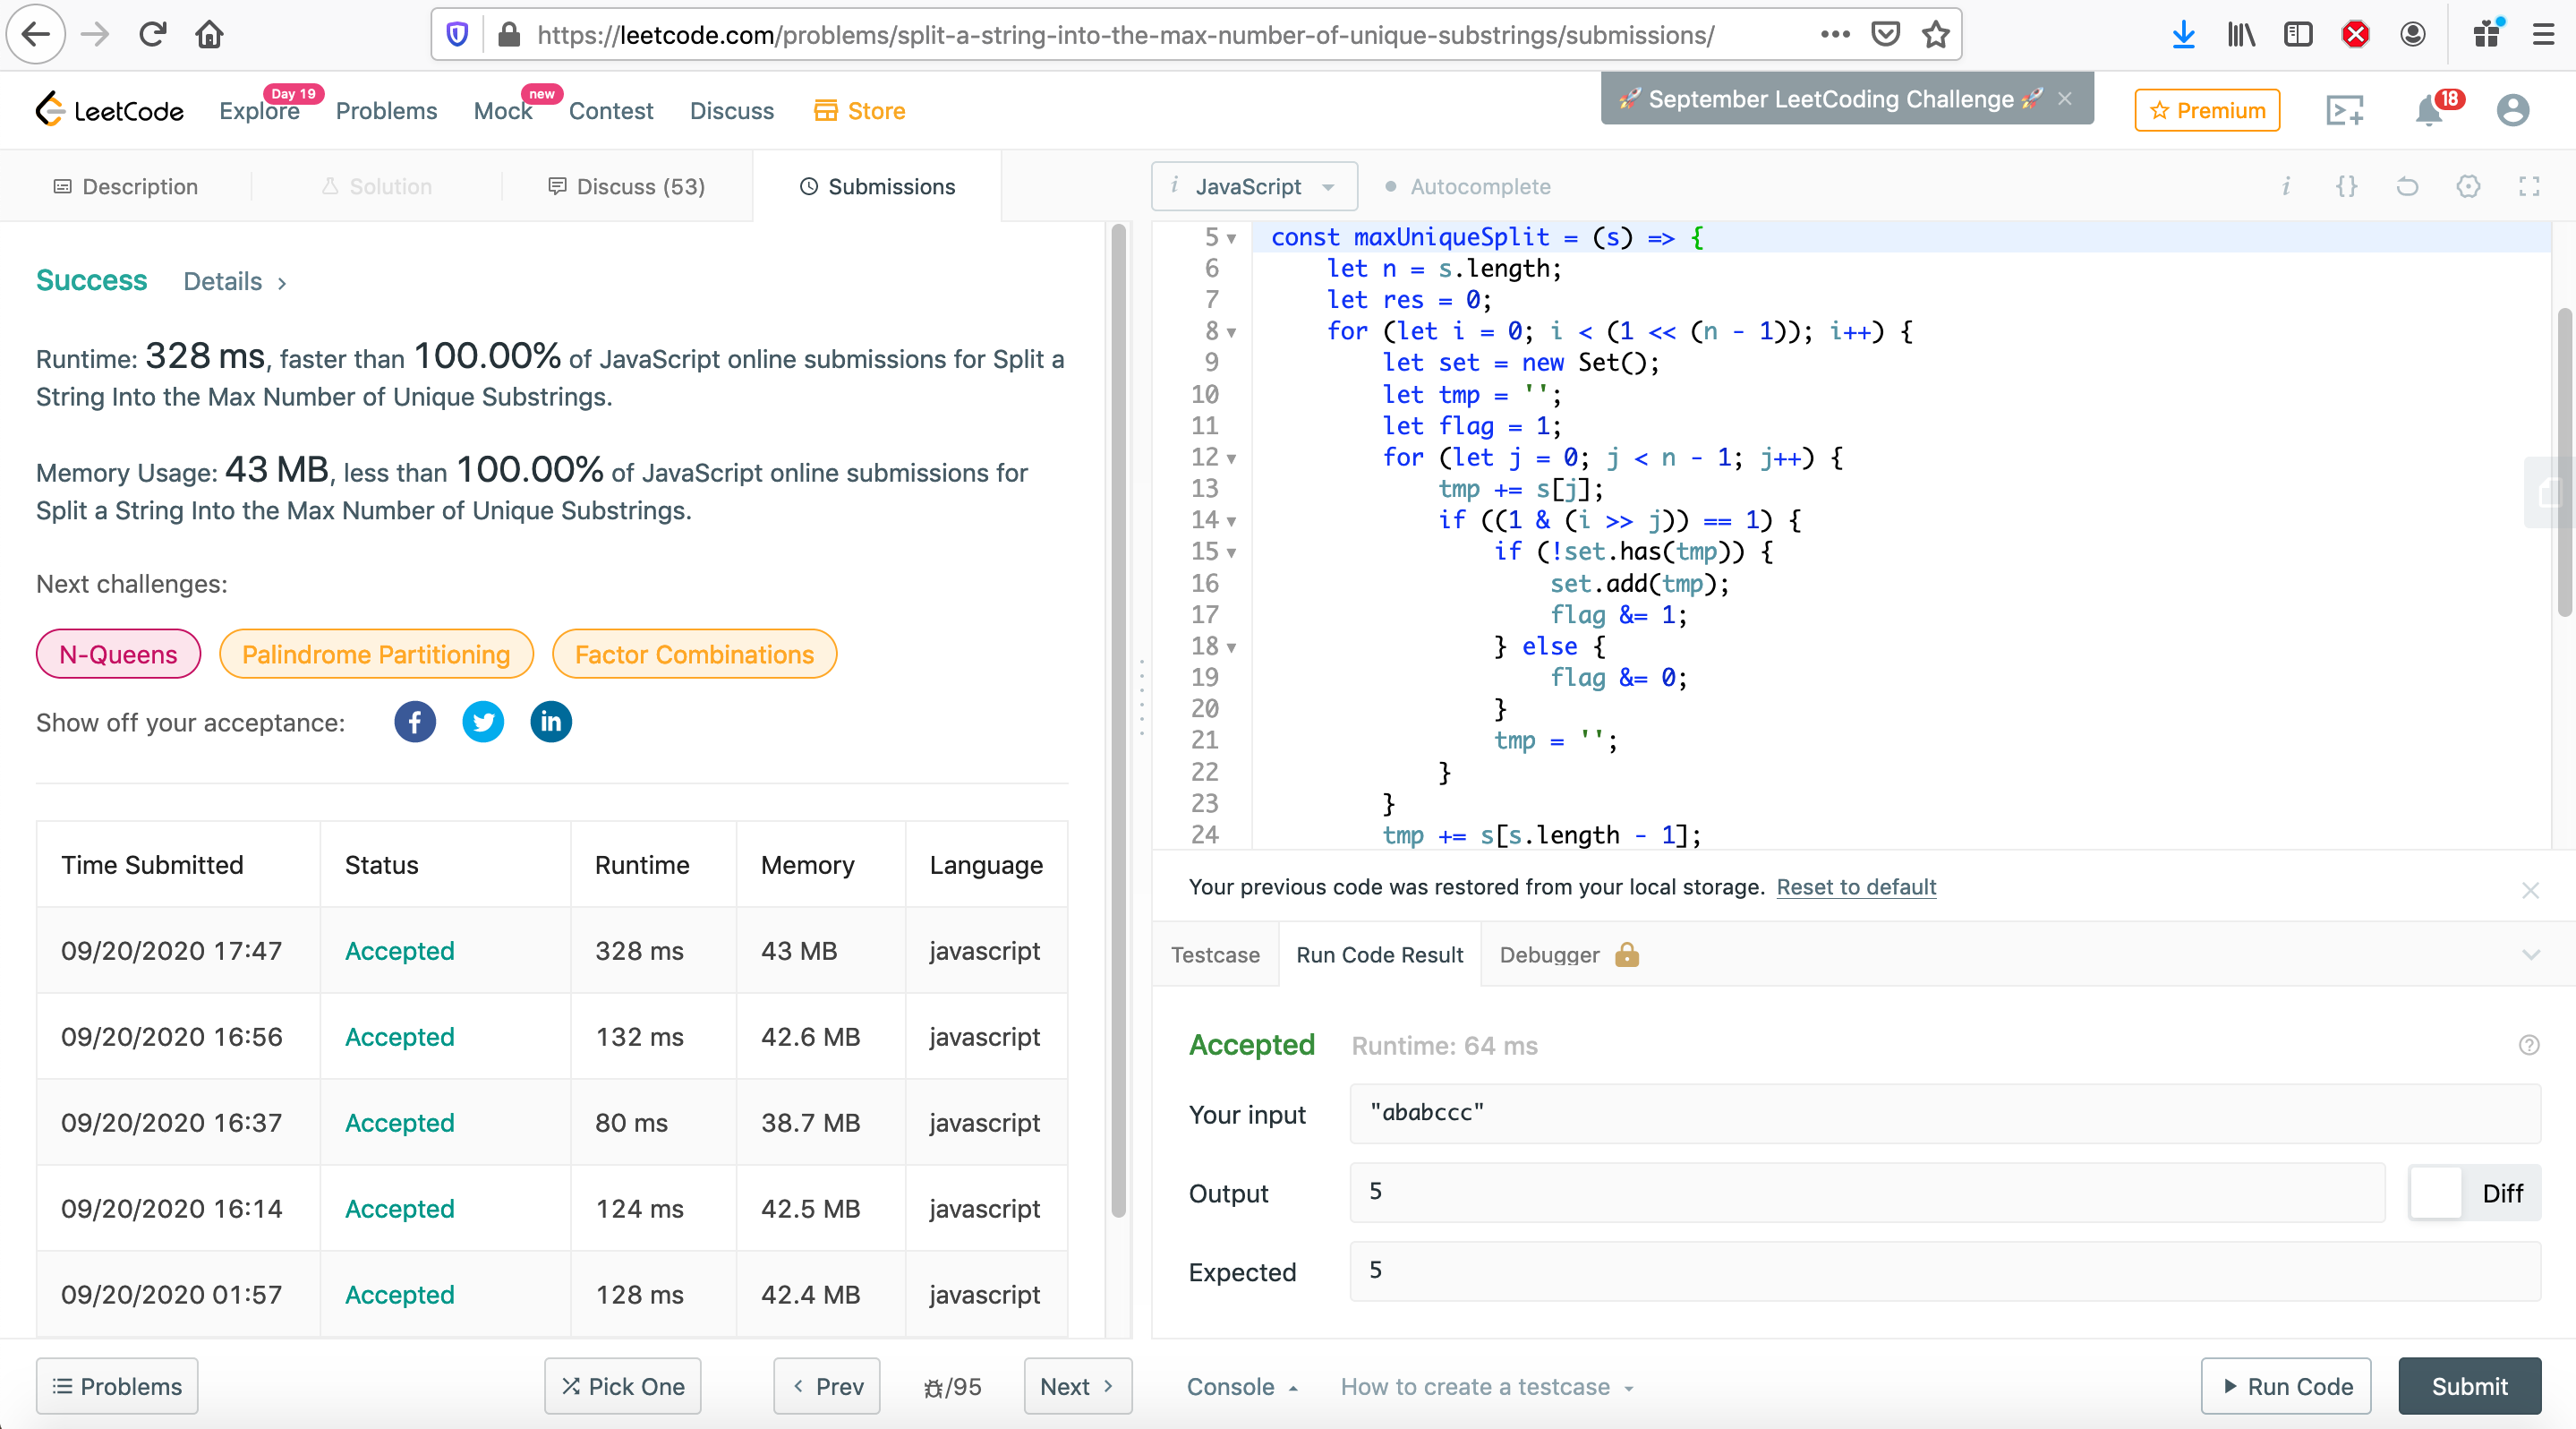 https://leetcode.com/problems/split-a-string-into-the-max-number-of-unique-substrings/submissions/
LeetCode Explore Day 19 Problems Mock new Contest Discuss Store
🚀 September LeetCoding Challenge 🚀 ×
Premium 18
Description Solution Discuss (53) Submissions
i JavaScript Autocomplete i {}
Success Details >
Runtime: 328 ms, faster than 100.00% of JavaScript online submissions for Split a
String Into the Max Number of Unique Substrings.
Memory Usage: 43 MB, less than 100.00% of JavaScript online submissions for
Split a String Into the Max Number of Unique Substrings.
Next challenges:
N-Queens Palindrome Partitioning Factor Combinations
Show off your acceptance: f in
Time Submitted Status Runtime Memory Language
09/20/2020 17:47 Accepted 328 ms 43 MB javascript
09/20/2020 16:56 Accepted 132 ms 42.6 MB javascript
09/20/2020 16:37 Accepted 80 ms 38.7 MB javascript
09/20/2020 16:14 Accepted 124 ms 42.5 MB javascript
09/20/2020 01:57 Accepted 128 ms 42.4 MB javascript
Problems Pick One < Prev /95 Next >
5 const maxUniqueSplit = (s) => {
6 let n = s.length;
7 let res = 0;
8 for (let i = 0; i < (1 << (n - 1)); i++) {
9 let set = new Set();
10 let tmp = '';
11 let flag = 1;
12 for (let j = 0; j < n - 1; j++) {
13 tmp += s[j];
14 if ((1 & (i >> j)) == 1) {
15 if (!set.has(tmp)) {
16 set.add(tmp);
17 flag &= 1;
18 } else {
19 flag &= 0;
20 }
21 tmp = '';
22 }
23 }
24 tmp += s[s.length - 1];
Your previous code was restored from your local storage. Reset to default
Testcase Run Code Result Debugger
Accepted Runtime: 64 ms
Your input "ababccc"
Output 5 Diff
Expected 5
Console How to create a testcase Run Code Submit